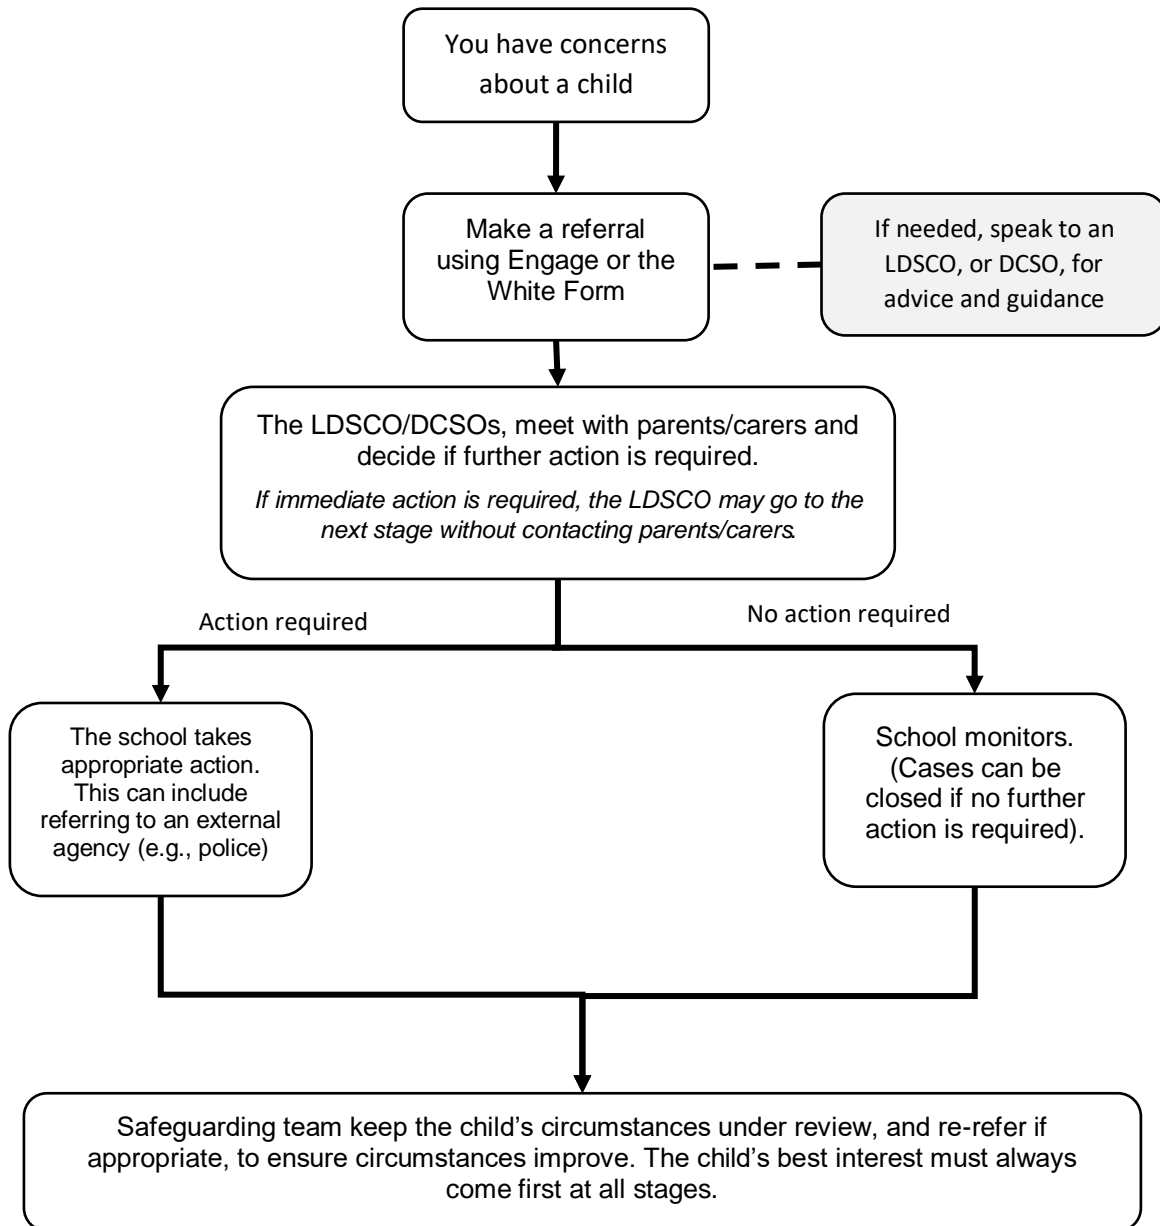 You have concerns
about a child
Make a referral
using Engage or the
White Form
If needed, speak to an
LDSCO, or DCSO, for
advice and guidance
The LDSCO/DCSOs, meet with parents/carers and
decide if further action is required.
If immediate action is required, the LDSCO may go to the
next stage without contacting parents/carers.
Action required
No action required
The school takes
appropriate action.
This can include
referring to an external
agency (e.g., police)
School monitors.
(Cases can be
closed if no further
action is required).
Safeguarding team keep the child’s circumstances under review, and re-refer if
appropriate, to ensure circumstances improve. The child’s best interest must always
come first at all stages.